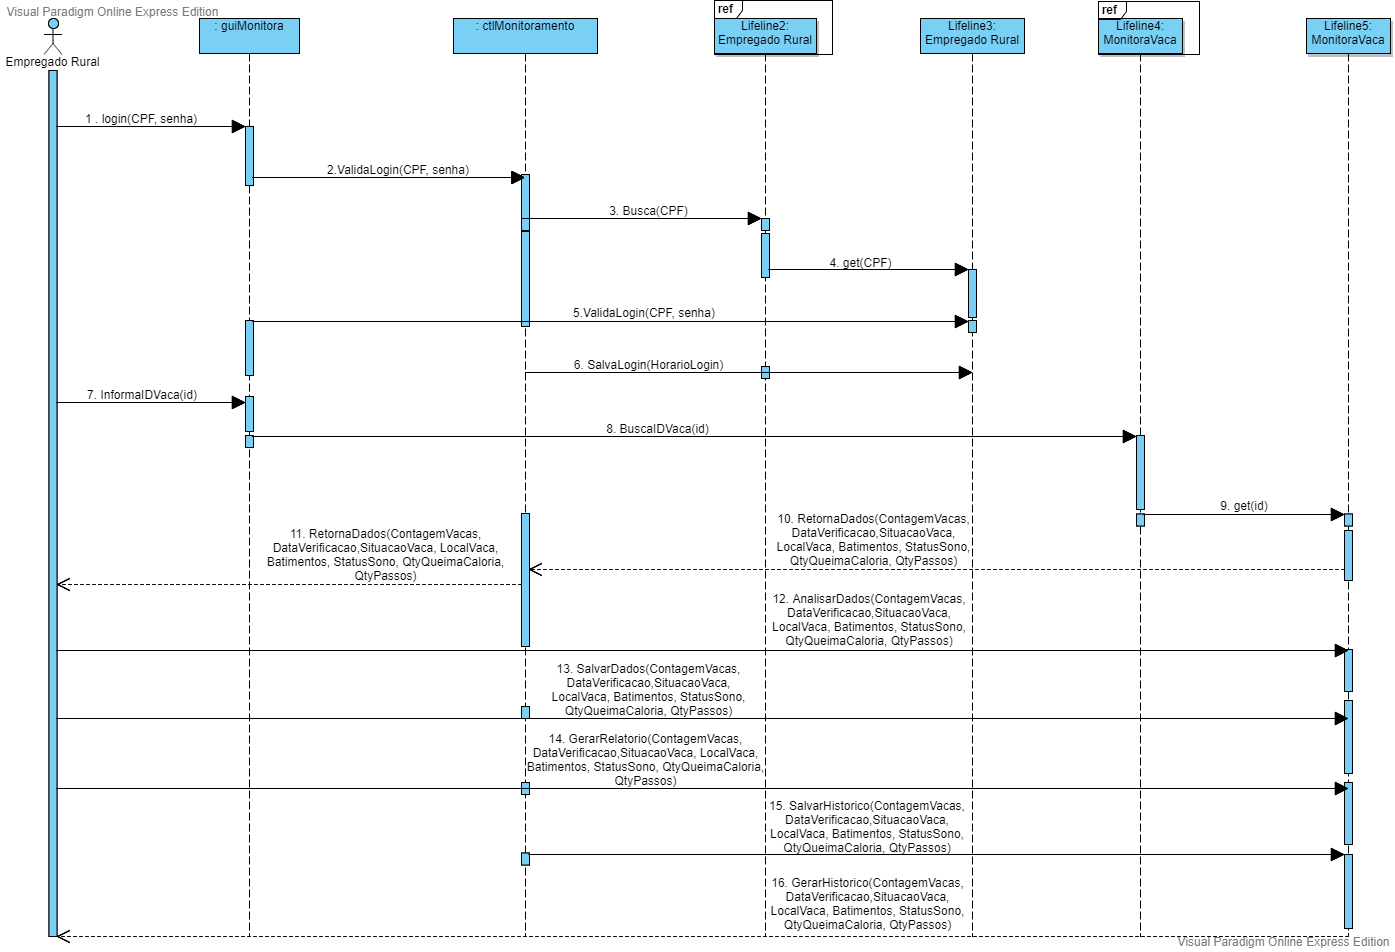 Visual Paradigm Online Express Edition
Empregado Rural
: guiMonitora
: ctlMonitoramento
ref
Lifeline2:
Empregado Rural
Lifeline3:
Empregado Rural
ref
Lifeline4:
MonitoraVaca
Lifeline5:
MonitoraVaca
1 . login(CPF, senha)
2.ValidaLogin(CPF, senha)
3. Busca(CPF)
4. get(CPF)
5.ValidaLogin(CPF, senha)
6. SalvaLogin(HorarioLogin)
7. InformaIDVaca(id)
8. BuscaIDVaca(id)
9. get(id)
10. RetornaDados(ContagemVacas,
DataVerificacao,SituacaoVaca,
LocalVaca, Batimentos, StatusSono,
QtyQueimaCaloria, QtyPassos)
11. RetornaDados(ContagemVacas,
DataVerificacao,SituacaoVaca, LocalVaca,
Batimentos, StatusSono, QtyQueimaCaloria,
QtyPassos)
12. AnalisarDados(ContagemVacas,
DataVerificacao,SituacaoVaca,
LocalVaca, Batimentos, StatusSono,
QtyQueimaCaloria, QtyPassos)
13. SalvarDados(ContagemVacas,
DataVerificacao,SituacaoVaca,
LocalVaca, Batimentos, StatusSono,
QtyQueimaCaloria, QtyPassos)
14. GerarRelatorio(ContagemVacas,
DataVerificacao,SituacaoVaca, LocalVaca,
Batimentos, StatusSono, QtyQueimaCaloria,
QtyPassos)
15. SalvarHistorico(ContagemVacas,
DataVerificacao,SituacaoVaca,
LocalVaca, Batimentos, StatusSono,
QtyQueimaCaloria, QtyPassos)
16. GerarHistorico(ContagemVacas,
DataVerificacao,SituacaoVaca,
LocalVaca, Batimentos, StatusSono,
QtyQueimaCaloria, QtyPassos)
Visual Paradigm Online Express Edition